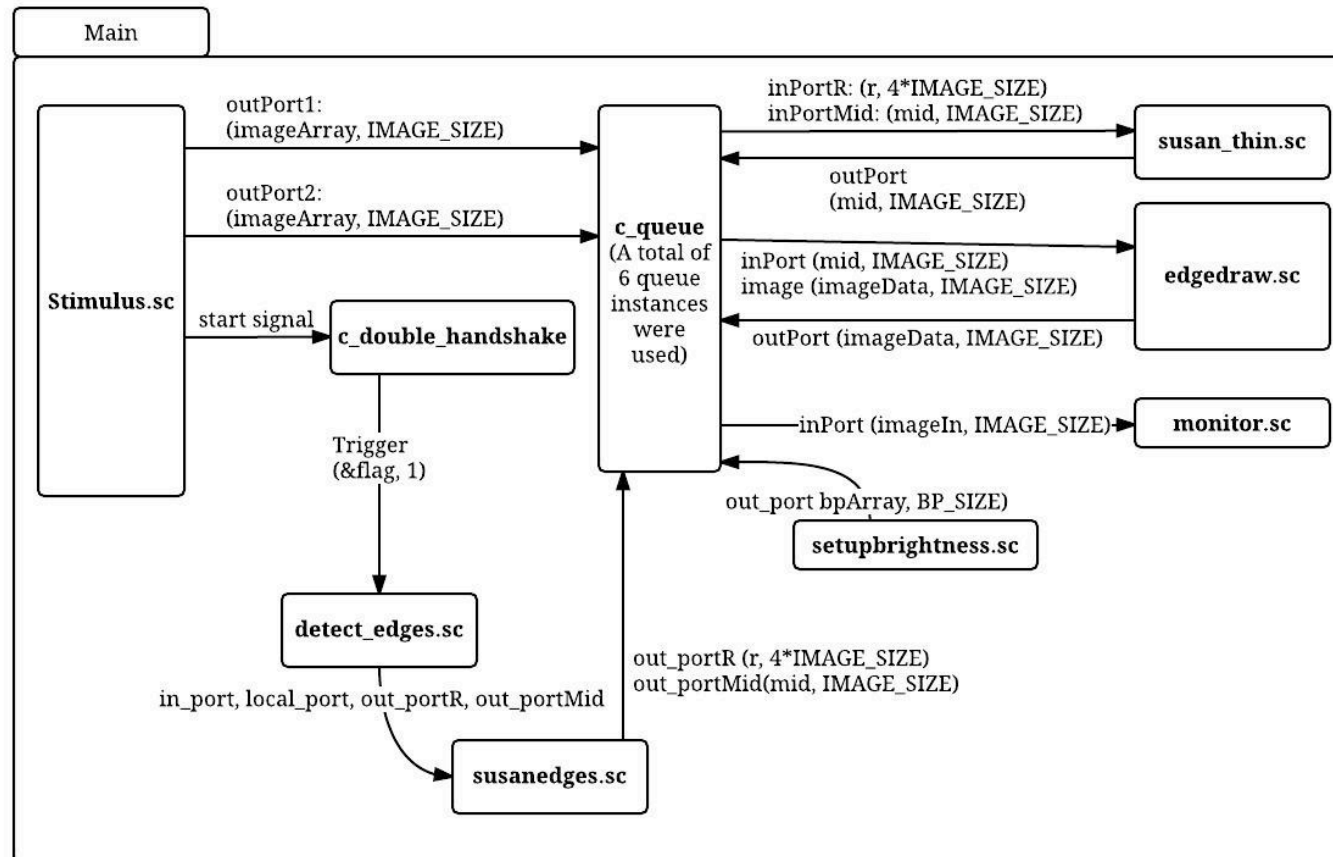 Main
outPort1:
(imageArray, IMAGE_SIZE)
outPort2:
(imageArray, IMAGE_SIZE)
Stimulus.sc
start signal
c_double_handshake
Trigger
(&flag, 1)
detect_edges.sc
in_port, local_port, out_portR, out_portMid
susanedges.sc
out_portR (r, 4*IMAGE_SIZE)
out_portMid(mid, IMAGE_SIZE)
c_queue
(A total of
6 queue
instances
were
used)
inPortR: (r, 4*IMAGE_SIZE)
inPortMid: (mid, IMAGE_SIZE)
susan_thin.sc
outPort
(mid, IMAGE_SIZE)
inPort (mid, IMAGE_SIZE)
image (imageData, IMAGE_SIZE)
edgedraw.sc
outPort (imageData, IMAGE_SIZE)
inPort (imageIn, IMAGE_SIZE)
monitor.sc
out_port bpArray, BP_SIZE)
setupbrightness.sc